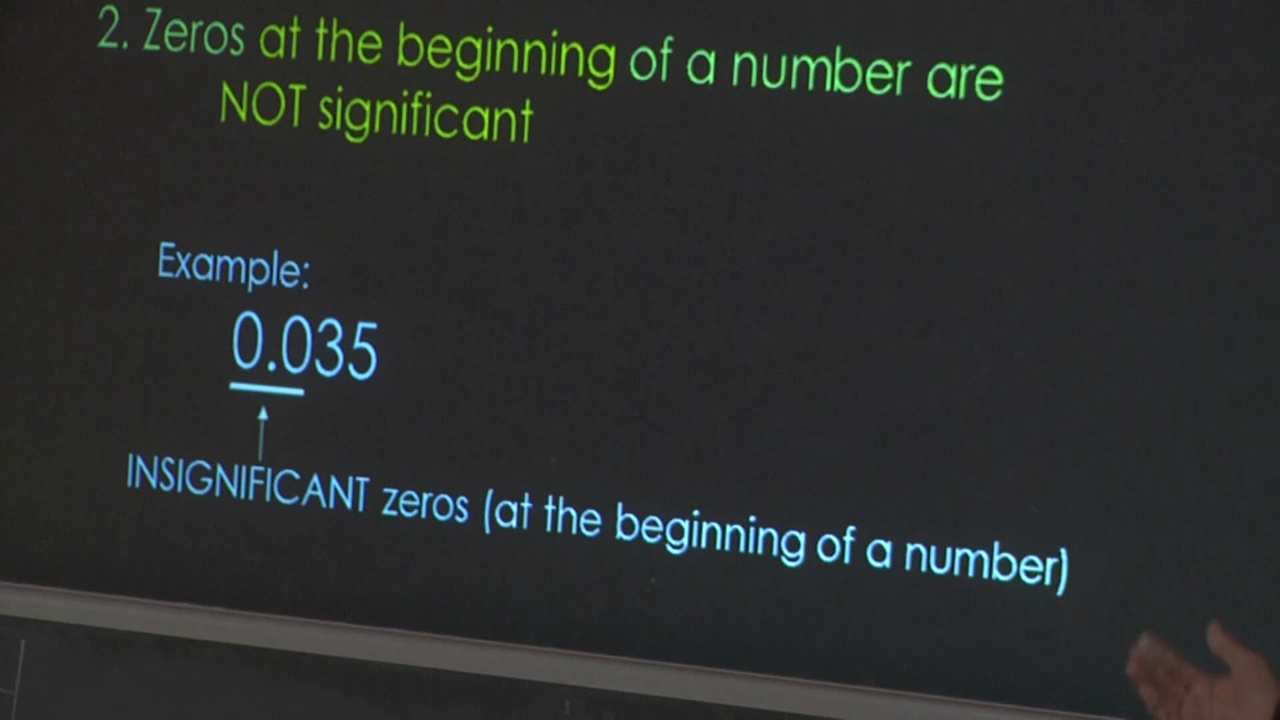 2. Zeros at the beginning of a number are
NOT significant
Example:
0.035
INSIGNIFICANT zeros (at the beginning of a number)